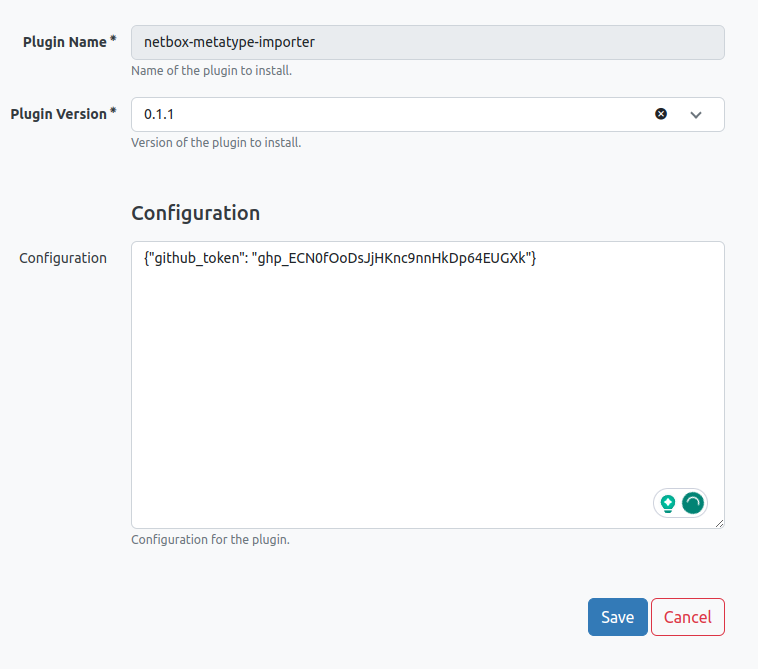 Plugin Name *
netbox-metatype-importer
Name of the plugin to install.
Plugin Version *
0.1.1
Version of the plugin to install.
Configuration
Configuration
{"github_token": "ghp_ECN0fOoDsJjHKnc9nnHkDp64EUGXk"}
Configuration for the plugin.
Save
Cancel